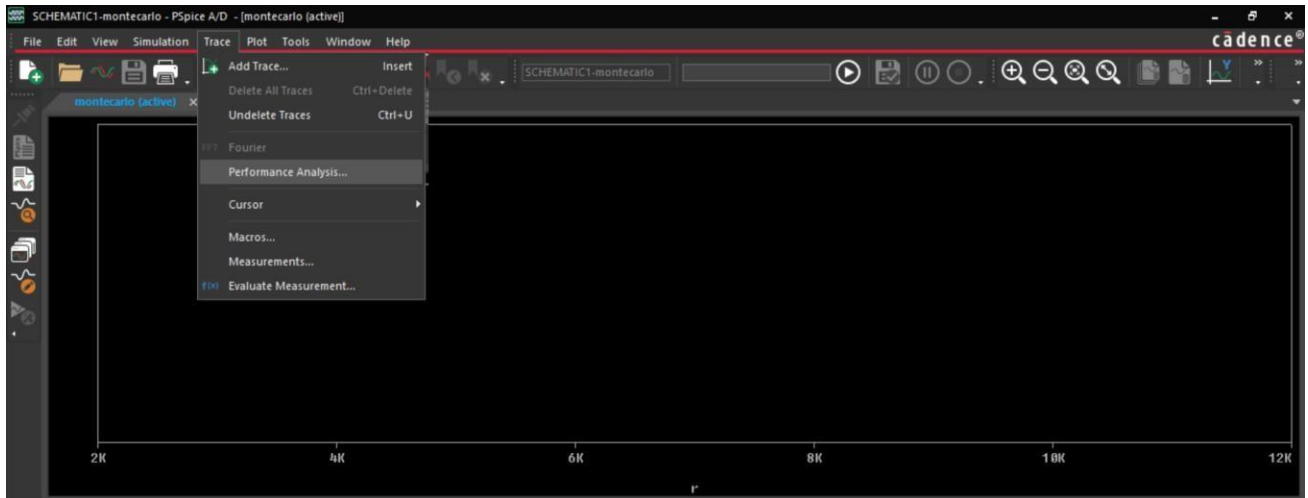 SCHEMATIC1-montecarlo - PSpice A/D - [montecarlo (active)]
File Edit View Simulation Trace Plot Tools Window Help
cādence®
Add Trace... Insert
SCHEMATIC1-montecarlo
Delete All Traces Ctrl+Delete
montecarlo (active)
Undelete Traces Ctrl+U
FFT Fourier
Performance Analysis...
Cursor
Macros...
Measurements...
f(x) Evaluate Measurement...
2K 4K 6K 8K 10K 12K
r